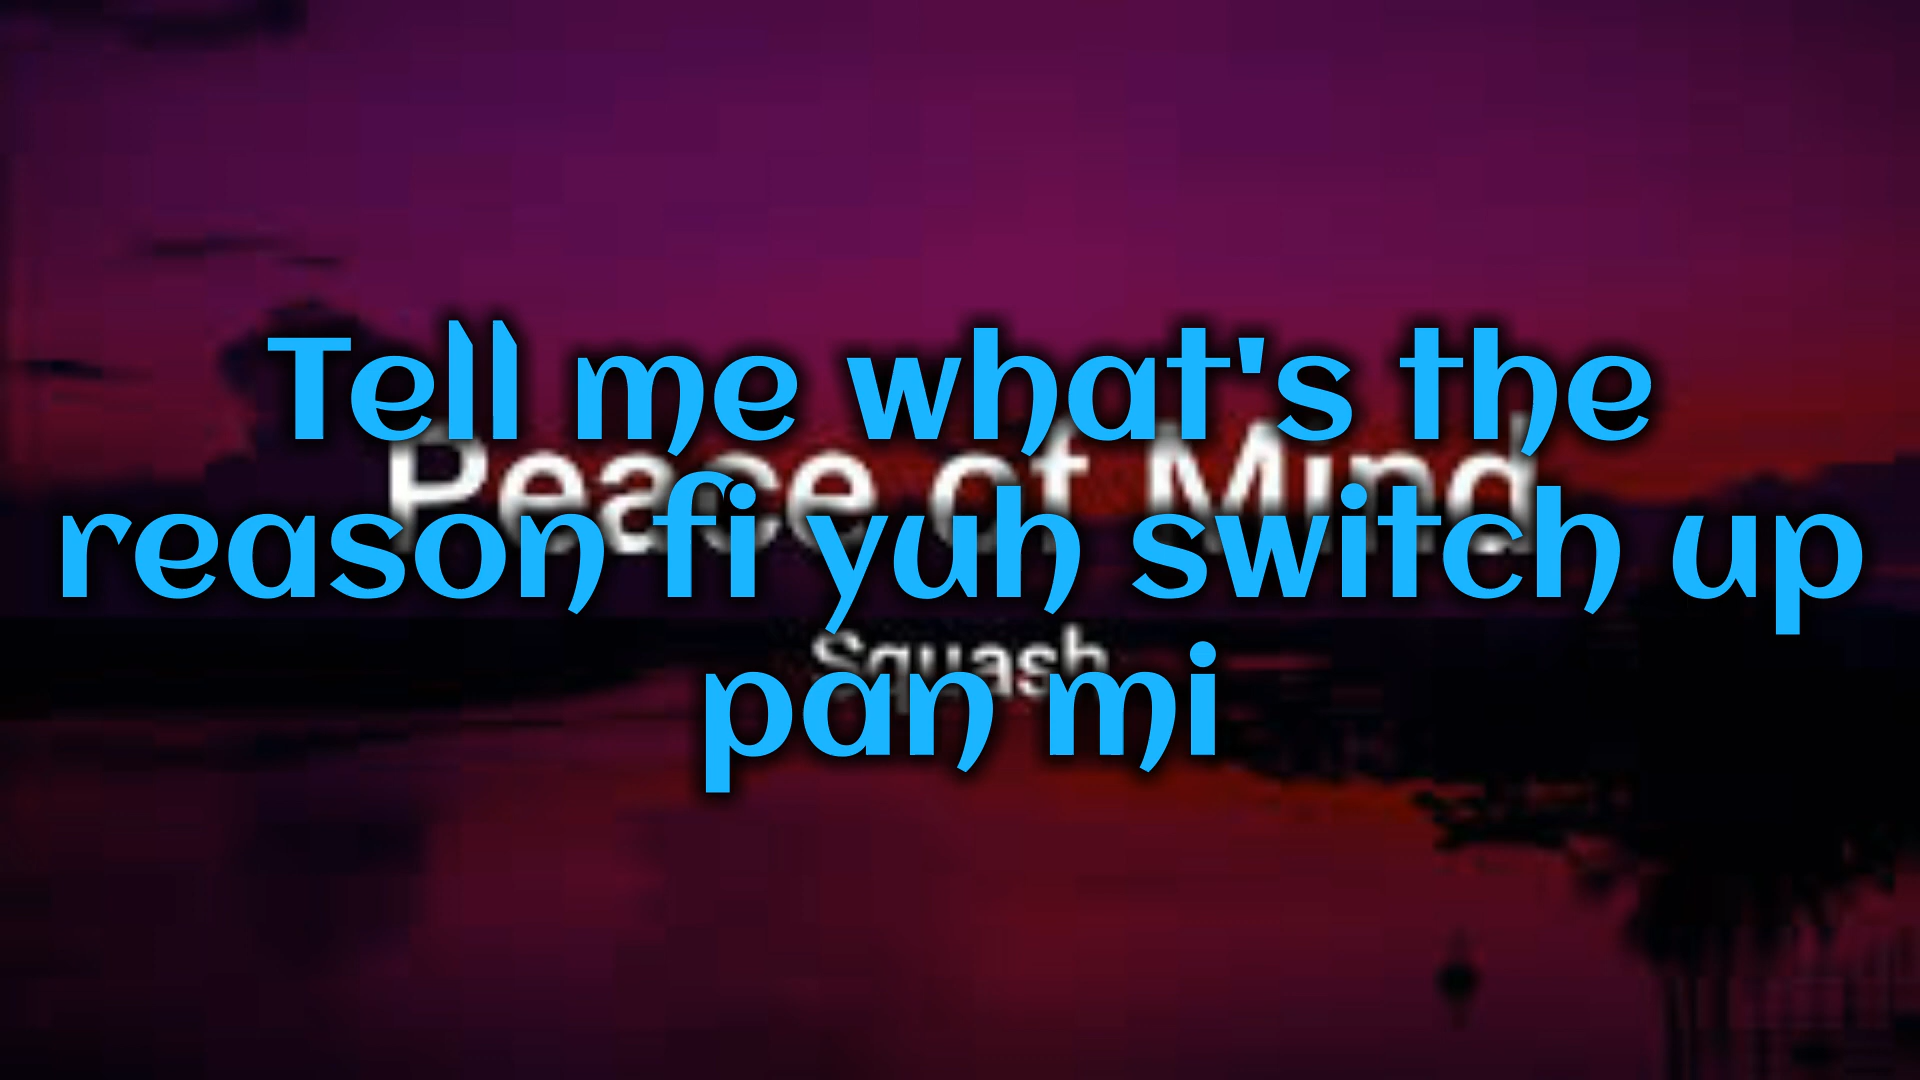 Tell me what's the
Peace of Mind
reason fi yuh switch up
Squash
pan mi